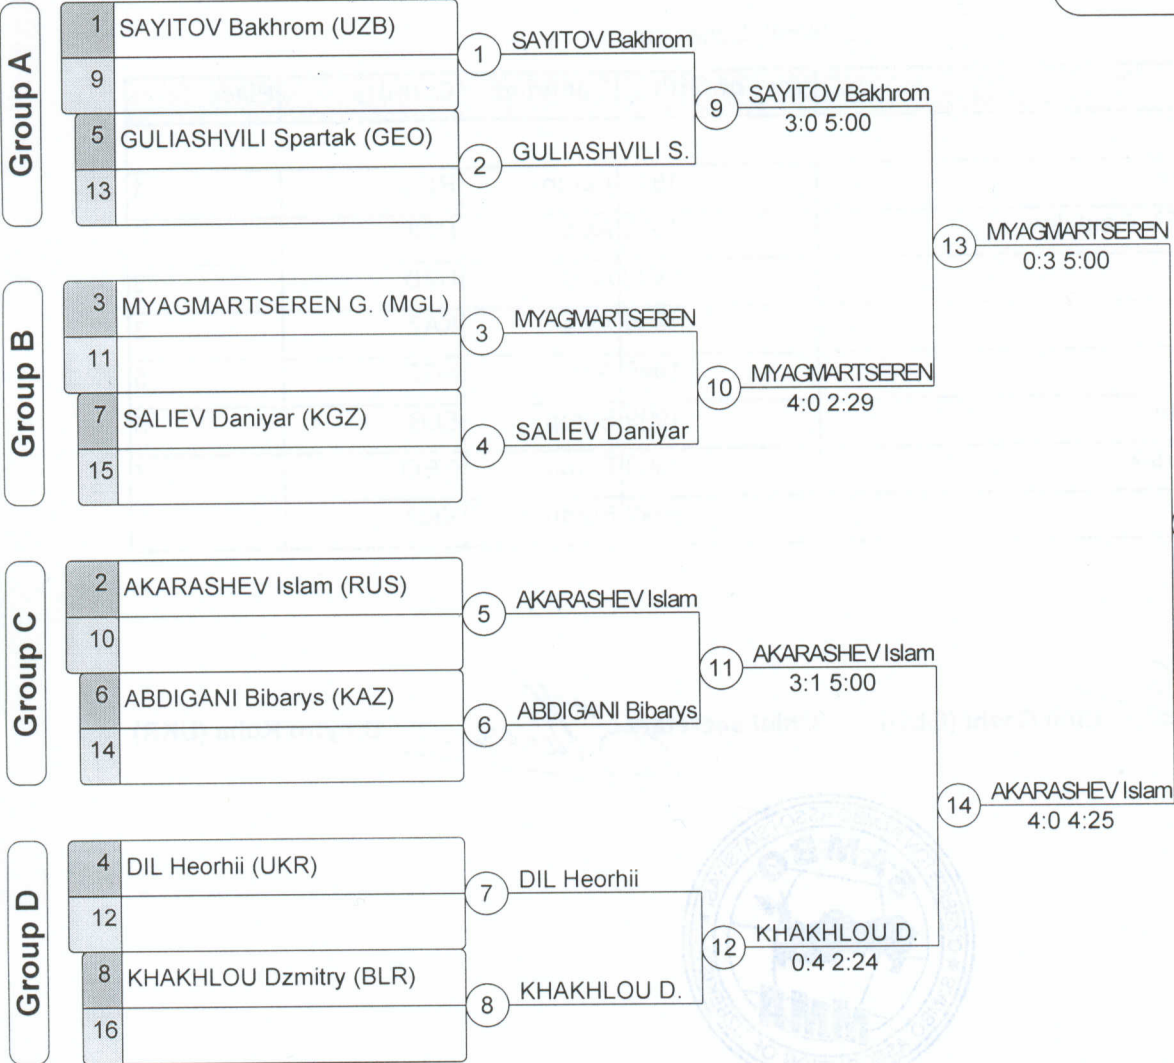 Group A
1 SAYITOV Bakhrom (UZB)
9
5 GULIASHVILI Spartak (GEO)
13
1 SAYITOV Bakhrom
2 GULIASHVILI S.
9 SAYITOV Bakhrom
3:0 5:00
Group B
3 MYAGMARTSEREN G. (MGL)
11
7 SALIEV Daniyar (KGZ)
15
3 MYAGMARTSEREN
4 SALIEV Daniyar
10 MYAGMARTSEREN
4:0 2:29
13 MYAGMARTSEREN
0:3 5:00
Group C
2 AKARASHEV Islam (RUS)
10
6 ABDIGANI Bibarys (KAZ)
14
5 AKARASHEV Islam
6 ABDIGANI Bibarys
11 AKARASHEV Islam
3:1 5:00
Group D
4 DIL Heorhii (UKR)
12
8 KHAKHLOU Dzmitry (BLR)
16
7 DIL Heorhii
8 KHAKHLOU D.
12 KHAKHLOU D.
0:4 2:24
14 AKARASHEV Islam
4:0 4:25